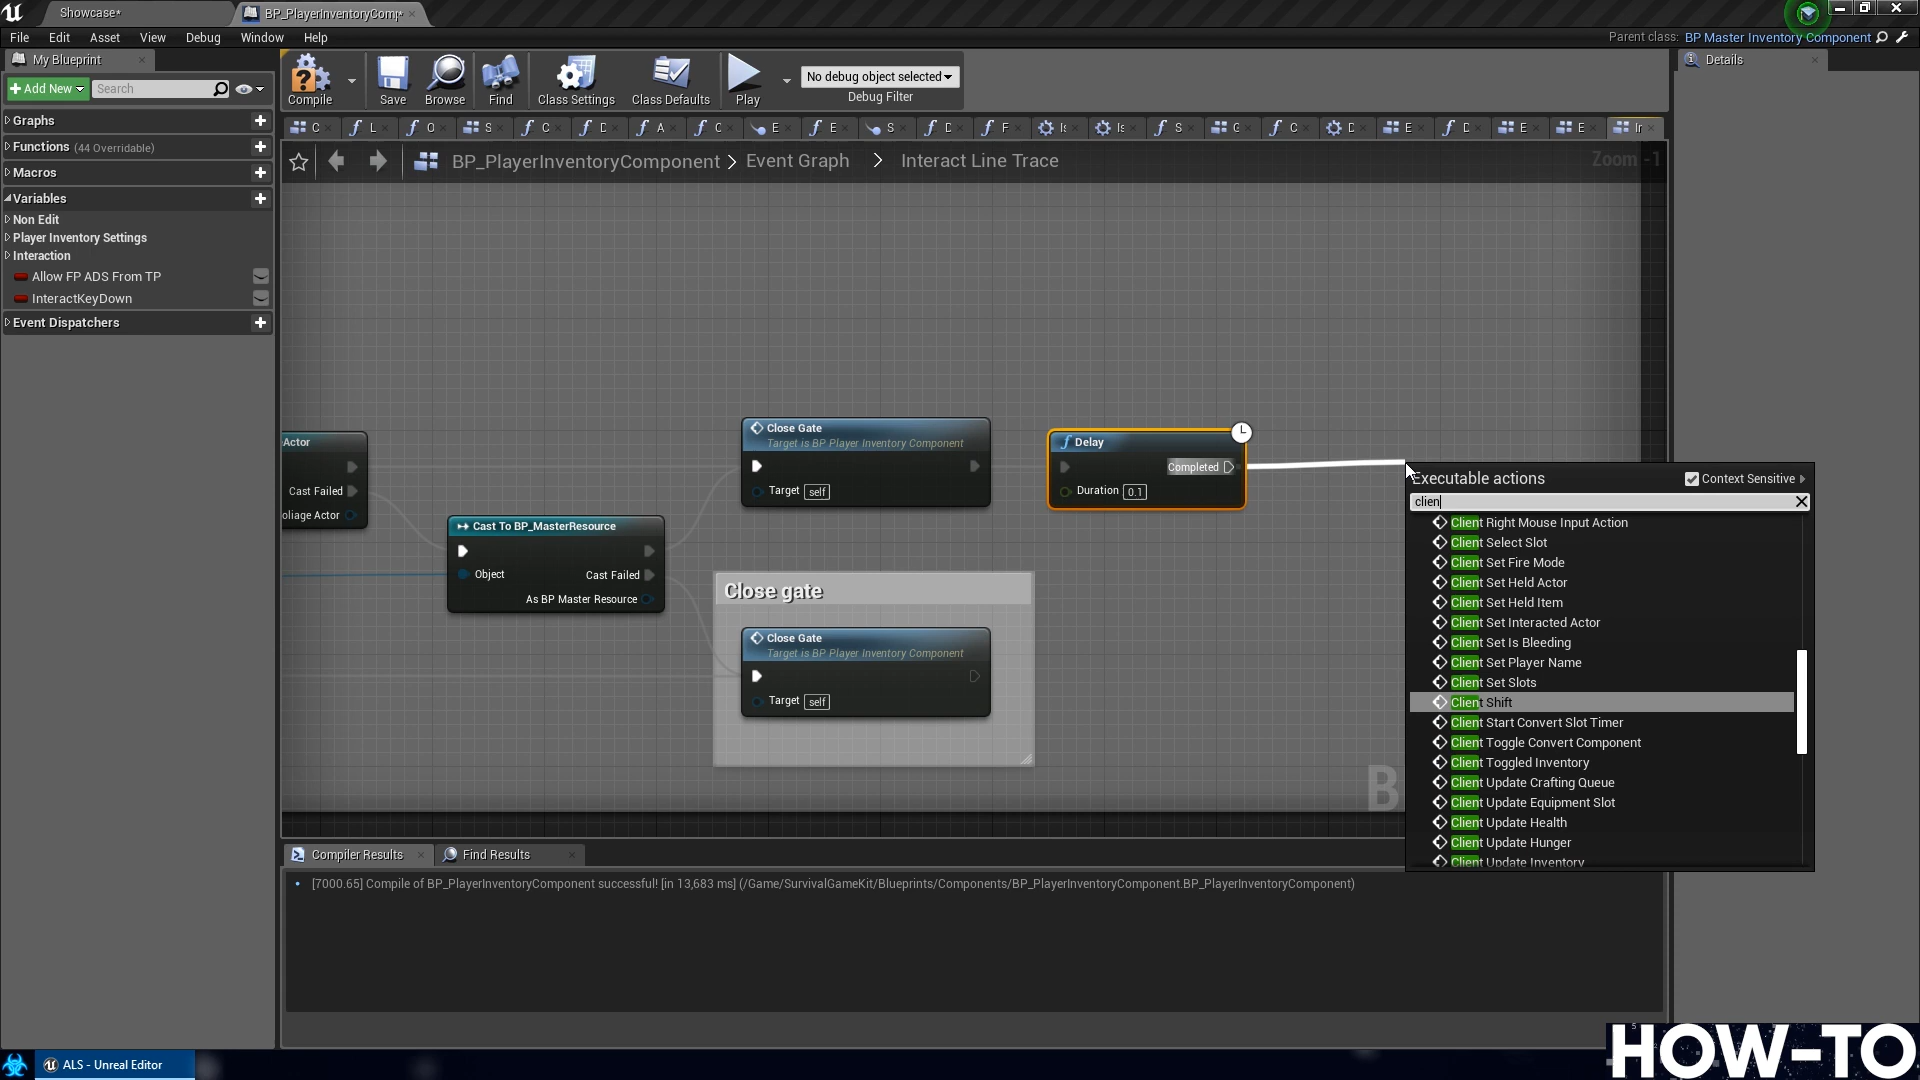 Showcase*
BP_PlayerInventoryComp*
File Edit Asset View Debug Window Help
Parent class: BP Master Inventory Component
My Blueprint
Details
Add New
Search
Compile
Save
Browse
Find
Class Settings
Class Defaults
Play
No debug object selected
Debug Filter
Graphs
Functions (44 Overridable)
Macros
Variables
Non Edit
Player Inventory Settings
Interaction
Allow FP ADS From TP
InteractKeyDown
Event Dispatchers
BP_PlayerInventoryComponent > Event Graph > Interact Line Trace
Zoom -1
Actor
Cast Failed
oliage Actor
Cast To BP_MasterResource
Object
Cast Failed
As BP Master Resource
Close Gate
Target is BP Player Inventory Component
Target self
Delay
Completed
Duration 0.1
Close gate
Close Gate
Target is BP Player Inventory Component
Target self
Executable actions
Context Sensitive
clien
Client Right Mouse Input Action
Client Select Slot
Client Set Fire Mode
Client Set Held Actor
Client Set Held Item
Client Set Interacted Actor
Client Set Is Bleeding
Client Set Player Name
Client Set Slots
Client Shift
Client Start Convert Slot Timer
Client Toggle Convert Component
Client Toggled Inventory
Client Update Crafting Queue
Client Update Equipment Slot
Client Update Health
Client Update Hunger
Client Update Inventory
B
Compiler Results
Find Results
[7000.65] Compile of BP_PlayerInventoryComponent successful! [in 13,683 ms] (/Game/SurvivalGameKit/Blueprints/Components/BP_PlayerInventoryComponent.BP_PlayerInventoryComponent)
ALS - Unreal Editor
HOW-TO